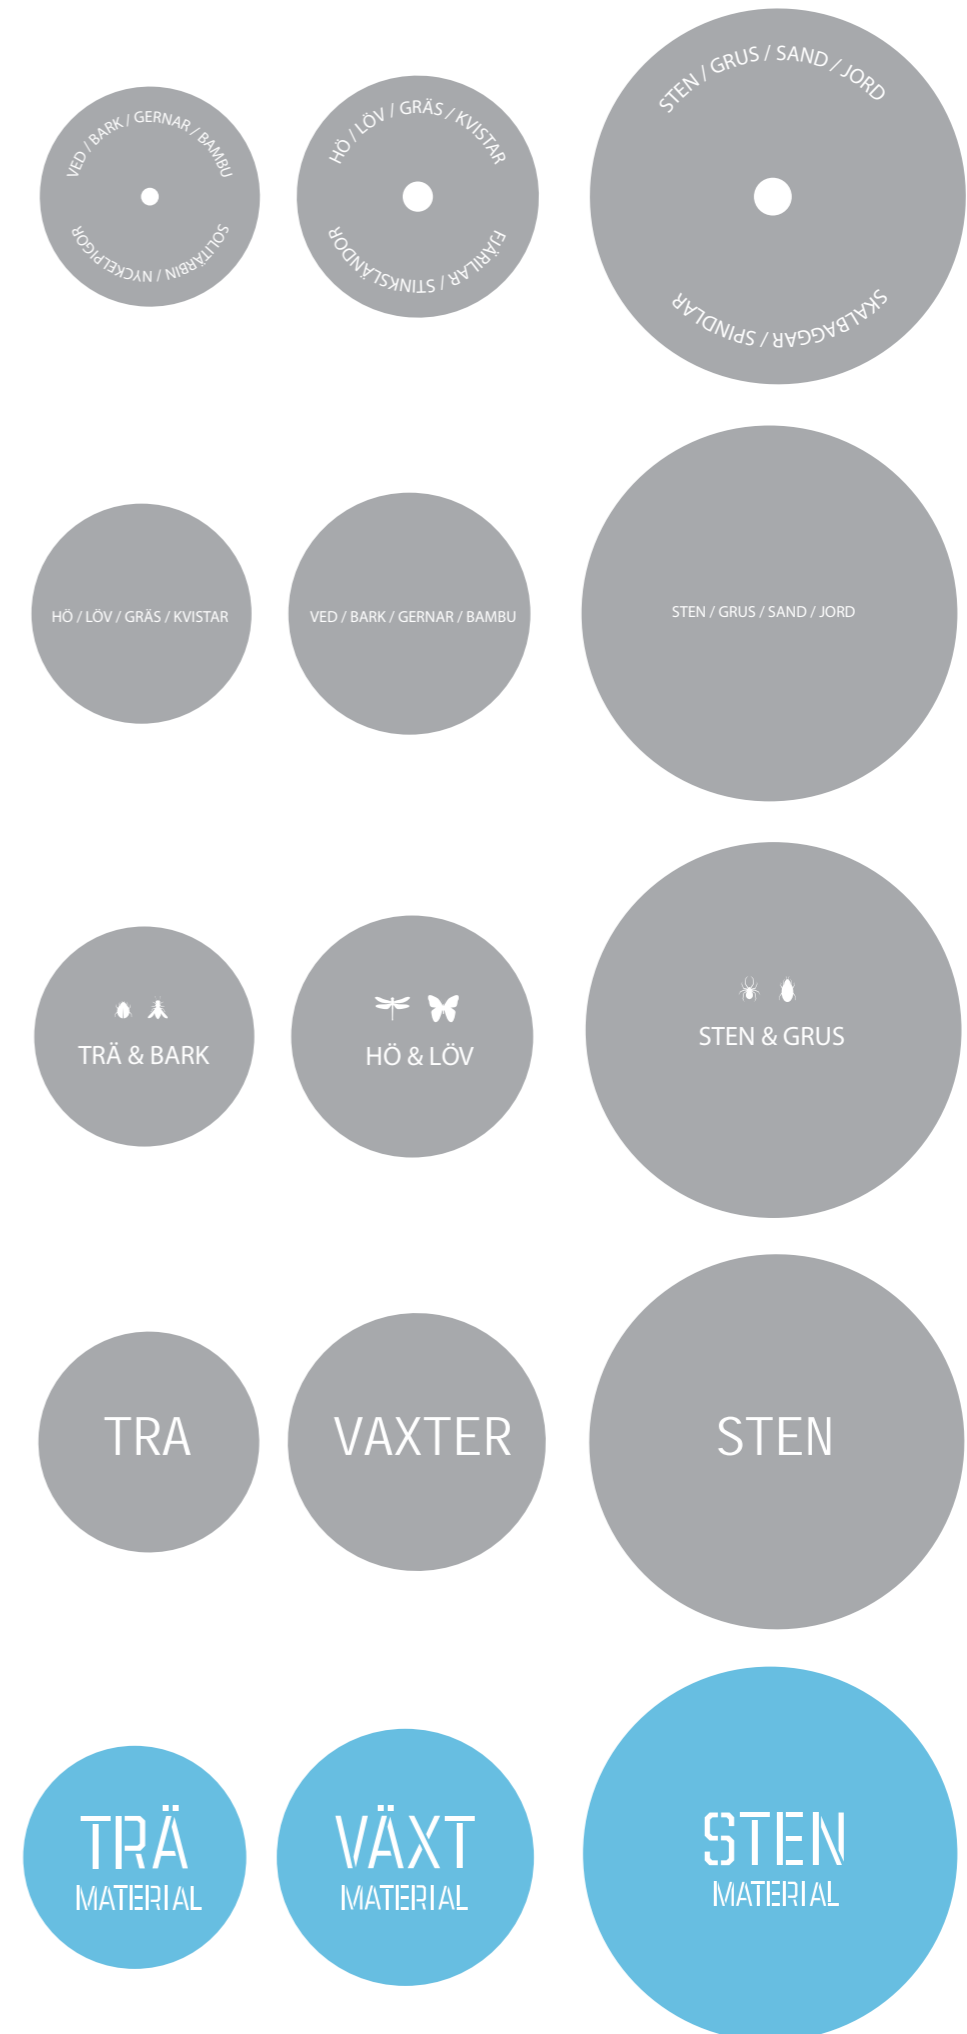 VED / BARK / GERNAR / BAMBU
SOLITÄRBIN / NYCKELPIGOR
HÖ / LÖV / GRÄS / KVISTAR
FJÄRILAR / STINKSLÄNDOR
STEN / GRUS / SAND / JORD
SKALBAGGAR / SPINDLAR
HÖ / LÖV / GRÄS / KVISTAR
VED / BARK / GERNAR / BAMBU
STEN / GRUS / SAND / JORD
TRÄ & BARK
HÖ & LÖV
STEN & GRUS
TRA
VAXTER
STEN
TRÄ
MATERIAL
VÄXT
MATERIAL
STEN
MATERIAL